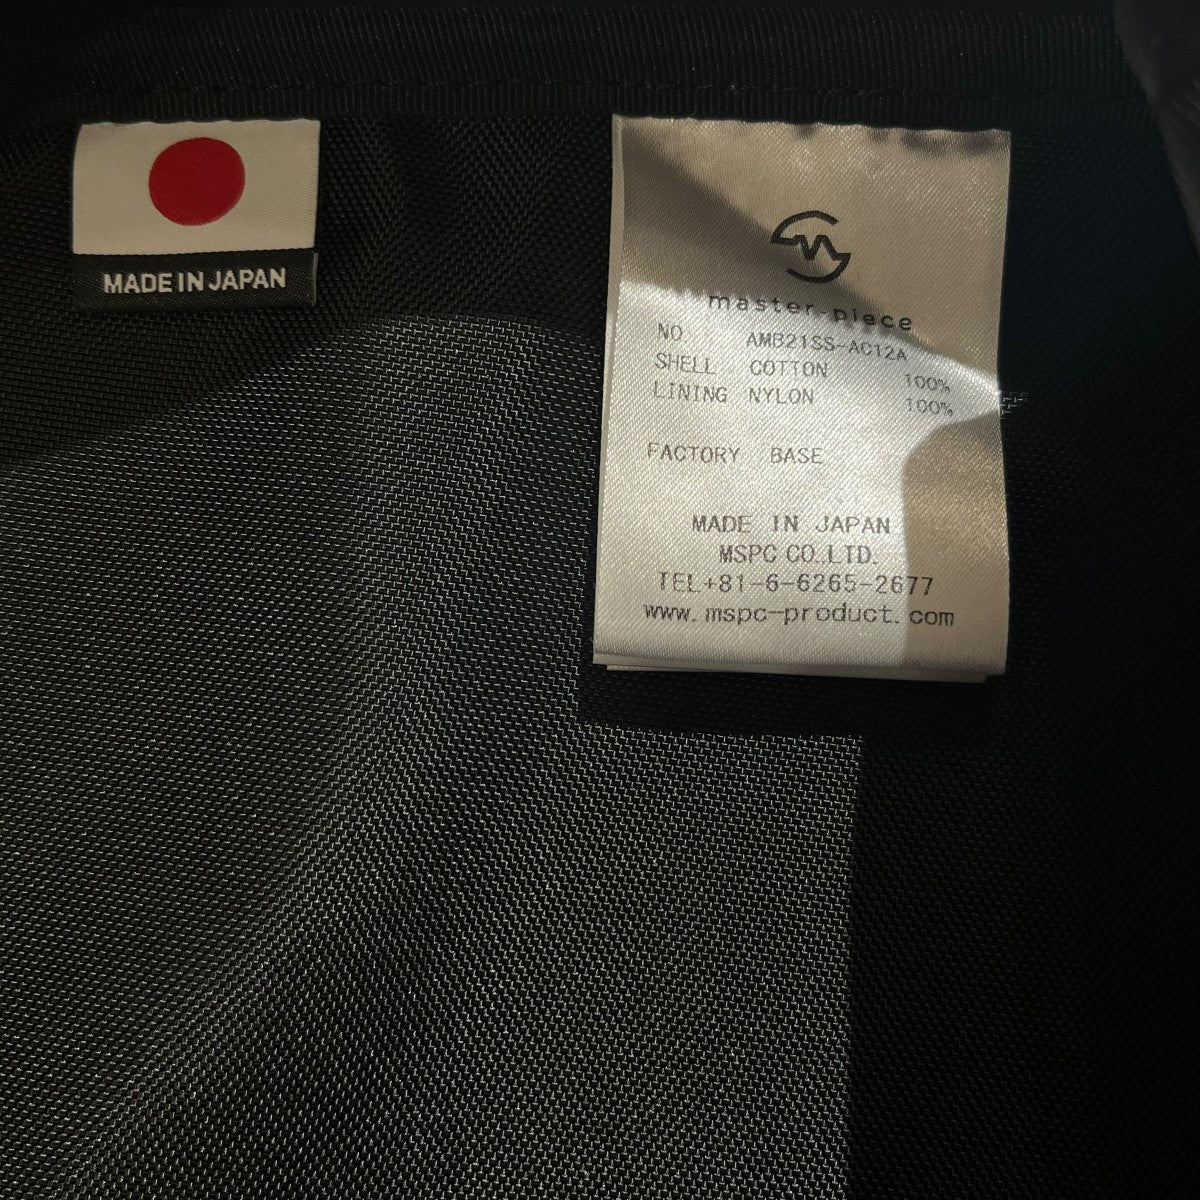 MADE IN JAPAN
master-piece
NO. AMB21SS-AC12A
SHELL COTTON 100%
LINING NYLON 100%
FACTORY BASE
MADE IN JAPAN
MSPC CO.,LTD.
TEL+81-6-6265-2677
www.mspc-product.com